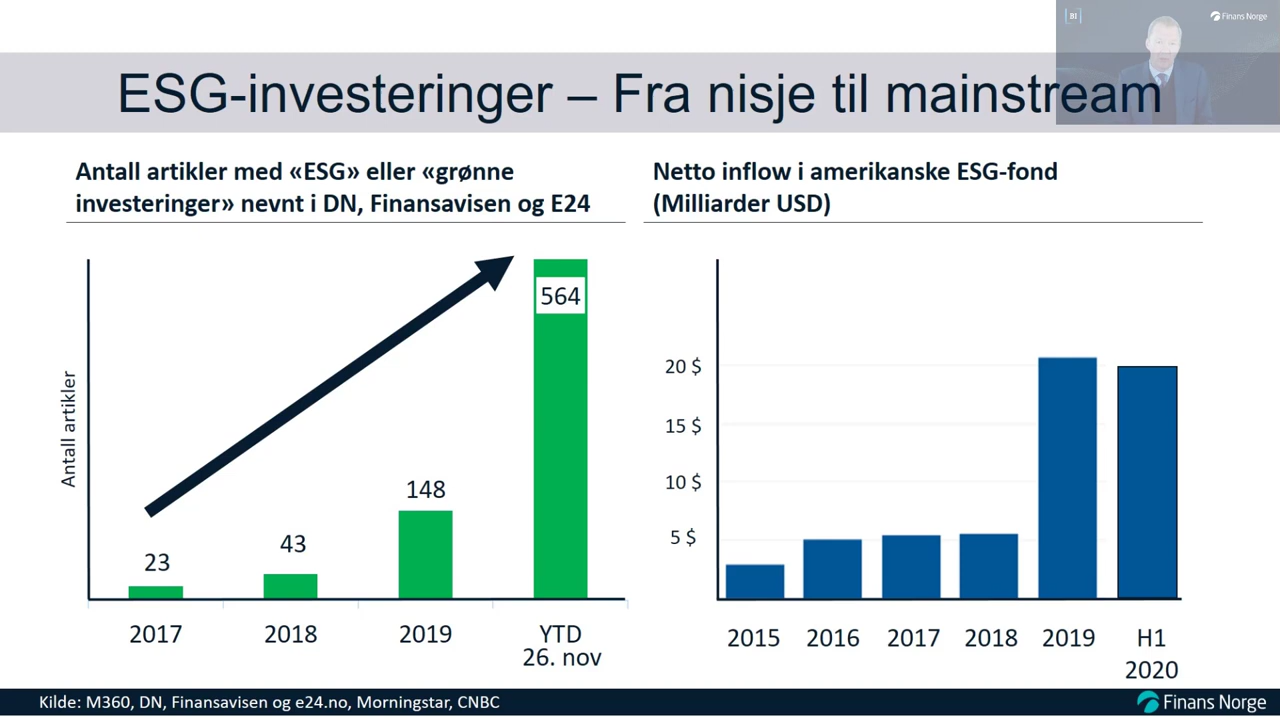 BI
Finans Norge
ESG-investeringer – Fra nisje til mainstream
Antall artikler med «ESG» eller «grønne
investeringer» nevnt i DN, Finansavisen og E24
Antall artikler
23
43
148
564
2017
2018
2019
YTD
26. nov
Netto inflow i amerikanske ESG-fond
(Milliarder USD)
20 $
15 $
10 $
5 $
2015
2016
2017
2018
2019
H1
2020
Kilde: M360, DN, Finansavisen og e24.no, Morningstar, CNBC
Finans Norge